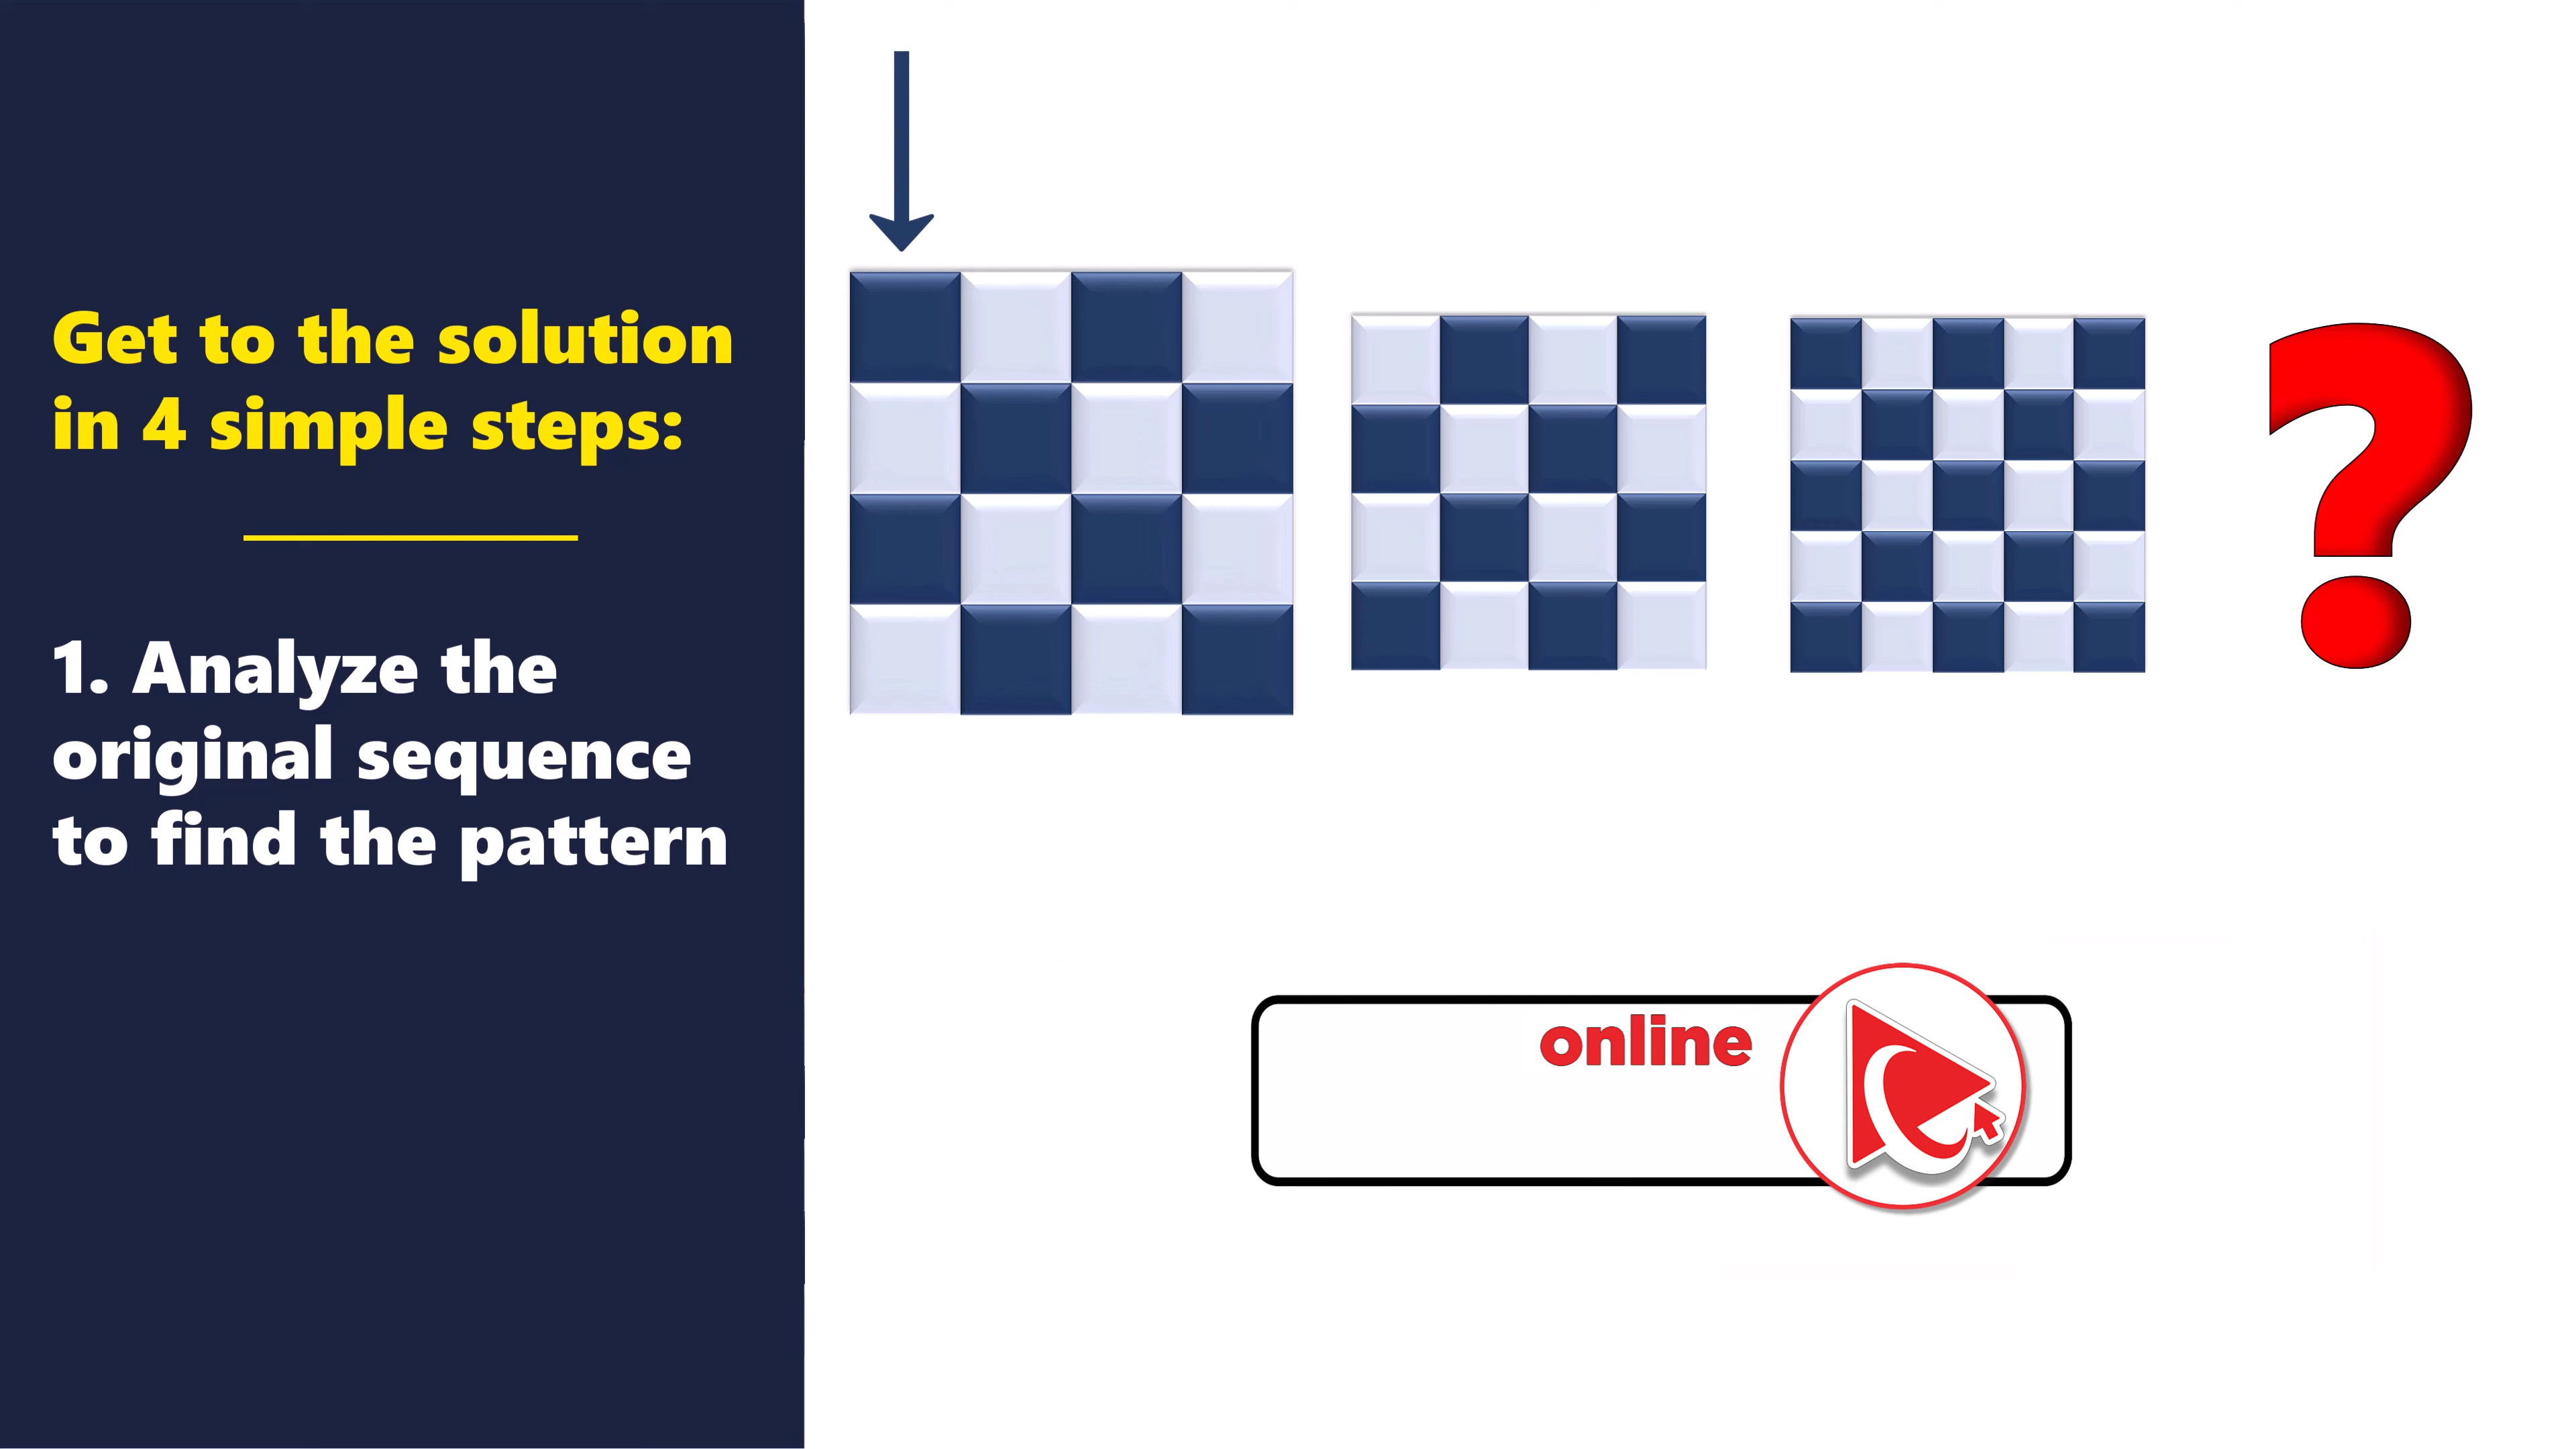 Get to the solution
in 4 simple steps:
1. Analyze the
original sequence
to find the pattern
?
online